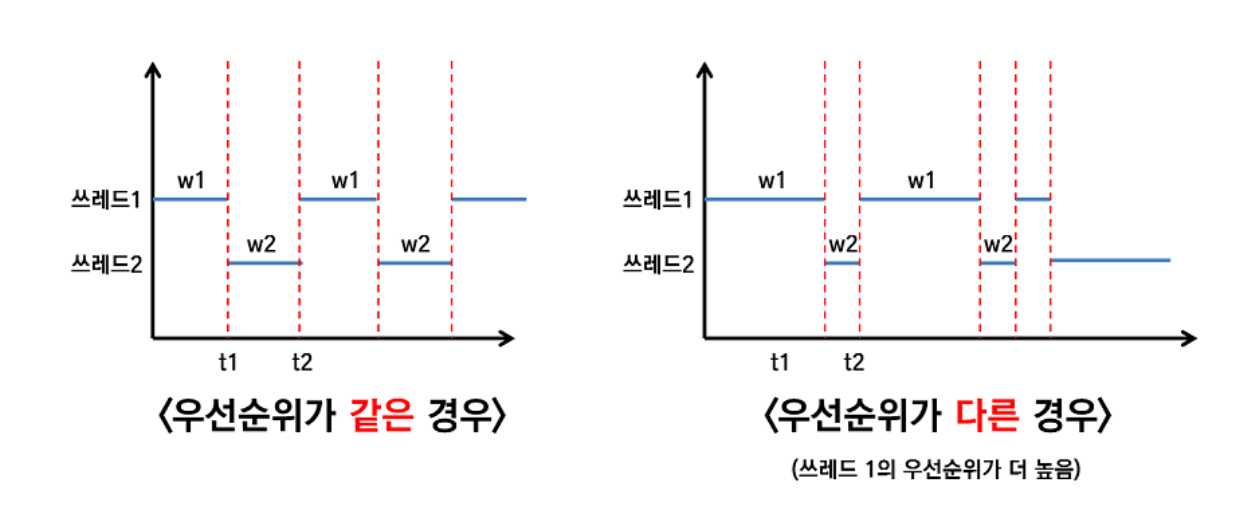 w1
w1
쓰레드1
w2
w2
쓰레드2
t1
t2
<우선순위가 같은 경우>
w1
w1
쓰레드1
w2
w2
쓰레드2
t1
t2
<우선순위가 다른 경우>
(쓰레드 1의 우선순위가 더 높음)